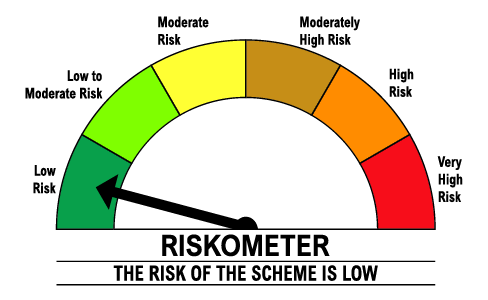 Moderate
Risk
Moderately
High Risk
Low to
Moderate Risk
High
Risk
Low
Risk
Very
High
Risk
RISKOMETER
THE RISK OF THE SCHEME IS LOW